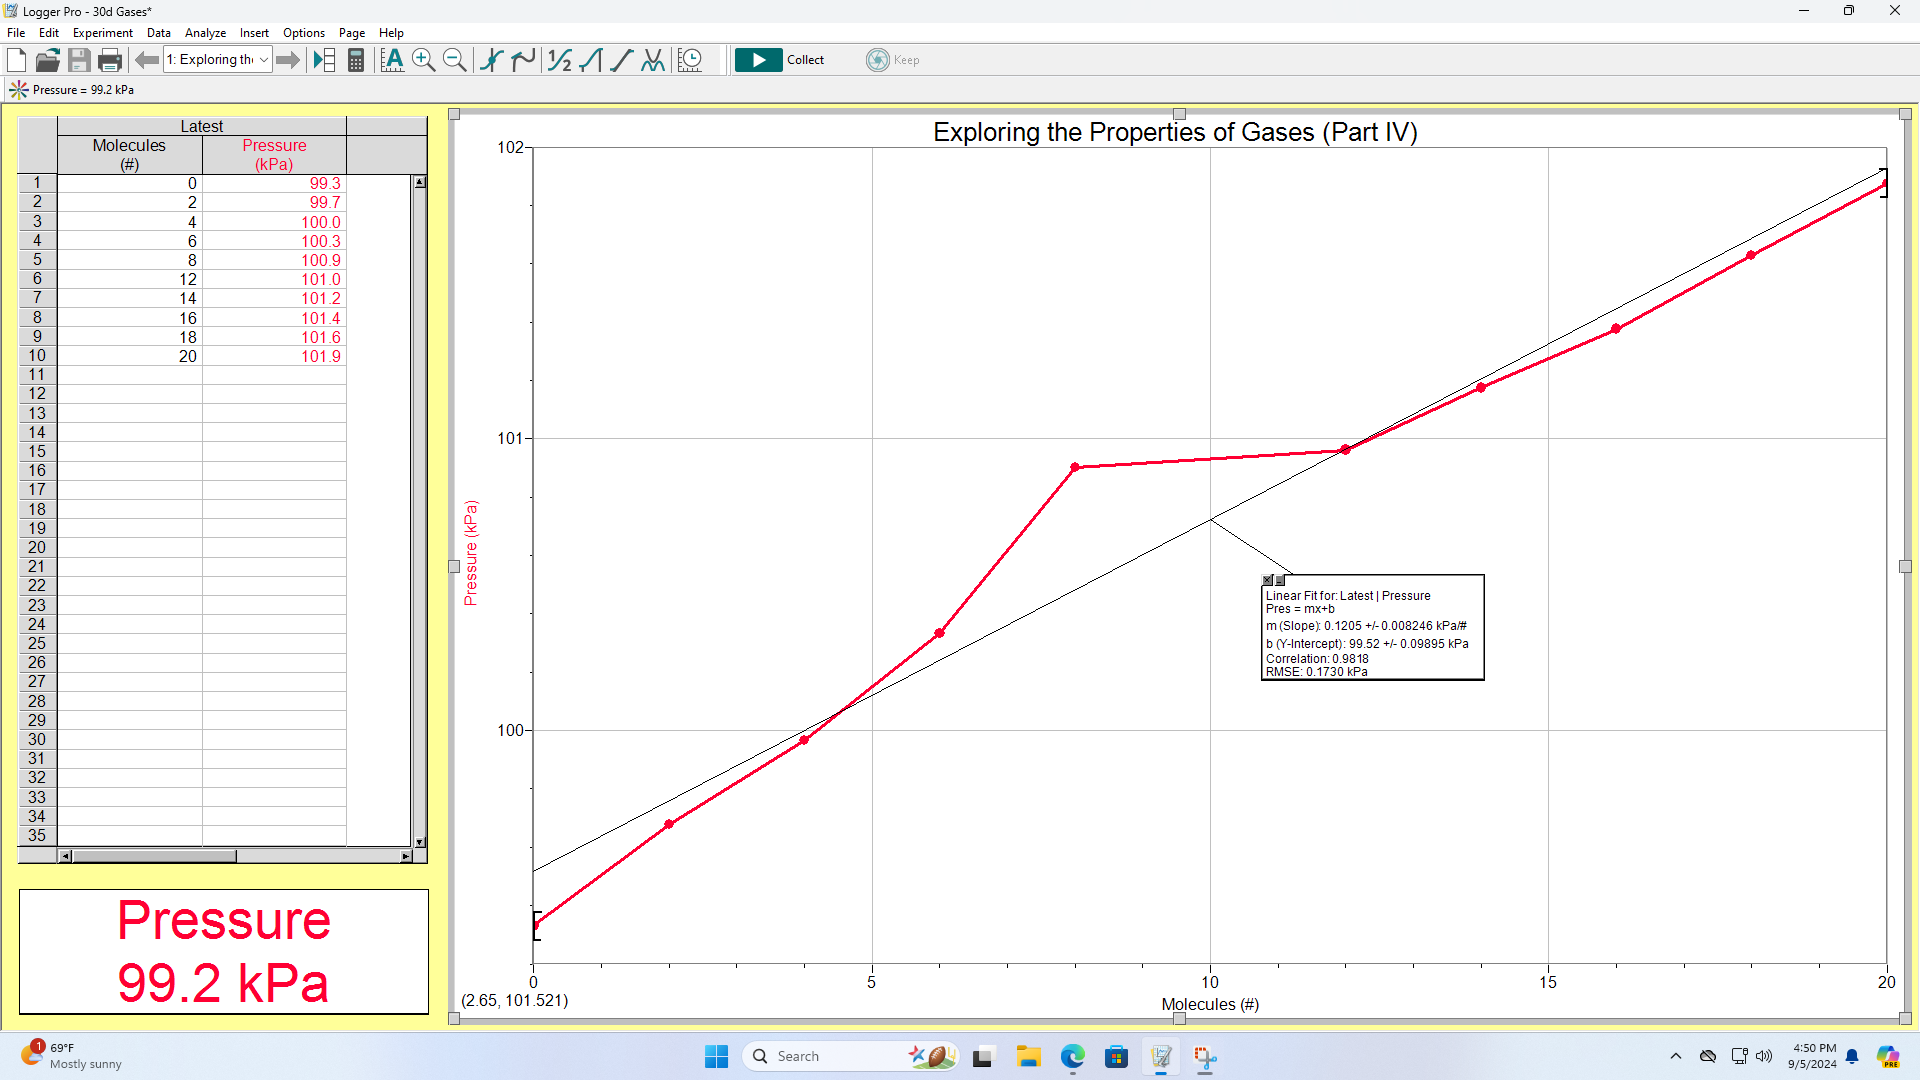 Logger Pro - 30d Gases*
File Edit Experiment Data Analyze Insert Options Page Help
1: Exploring th
Collect
Keep
Pressure = 99.2 kPa
Latest
Molecules Pressure
(#) (kPa)
1 0 99.3
2 2 99.7
3 4 100.0
4 6 100.3
5 8 100.9
6 12 101.0
7 14 101.2
8 16 101.4
9 18 101.6
10 20 101.9
11
12
13
14
15
16
17
18
19
20
21
22
23
24
25
26
27
28
29
30
31
32
33
34
35
Pressure
99.2 kPa
Exploring the Properties of Gases (Part IV)
102
101
100
Pressure (kPa)
Linear Fit for: Latest | Pressure
Pres = mx+b
m (Slope): 0.1205 +/- 0.008246 kPa/#
b (Y-Intercept): 99.52 +/- 0.09895 kPa
Correlation: 0.9818
RMSE: 0.1730 kPa
0 5 10 15 20
(2.65, 101.521)
Molecules (#)
1
69°F
Mostly sunny
Search
4:50 PM
9/5/2024
PRE